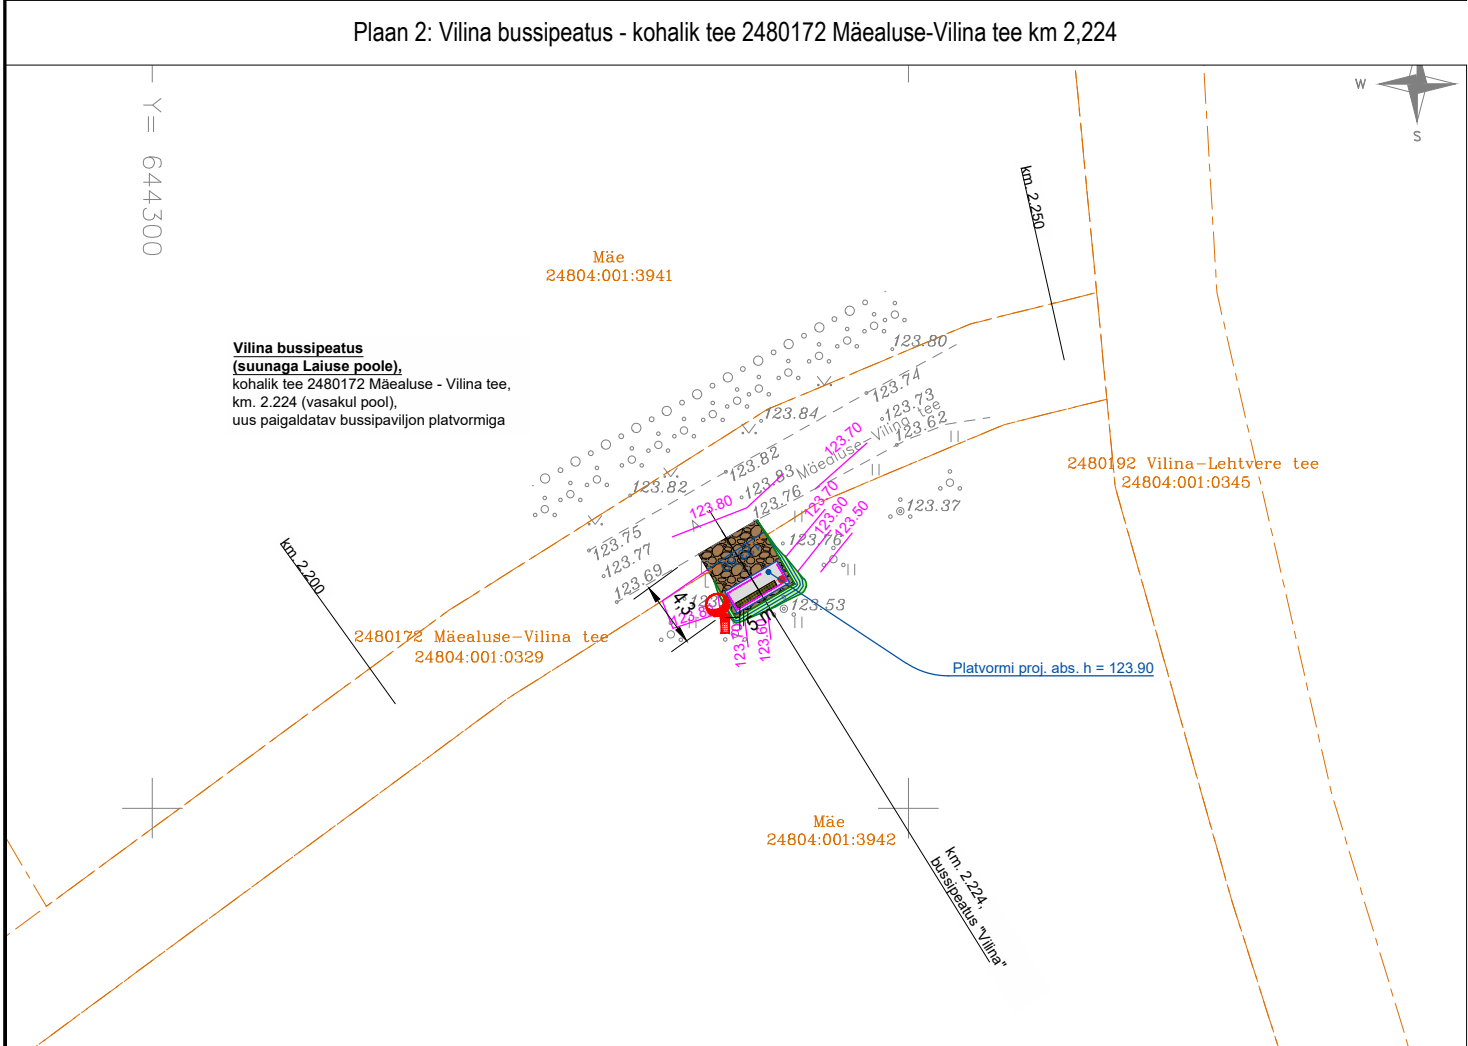 Plaan 2: Vilina bussipeatus - kohalik tee 2480172 Mäealuse-Vilina tee km 2,224
W
S
Y= 644300
km. 2.250
Mäe
24804:001:3941
Vilina bussipeatus
(suunaga Laiuse poole),
kohalik tee 2480172 Mäealuse - Vilina tee,
km. 2.224 (vasakul pool),
uus paigaldatav bussipaviljon platvormiga
123.80
123.74
123.73
123.84
123.62
123.70
Mäealuse-Vilina tee
123.82
123.93
123.82
123.76
123.80
123.70
123.60
123.50
123.37
2480192 Vilina-Lehtvere tee
24804:001:0345
123.75
123.77
123.69
123.76
km. 2.200
4,3
123.53
123.70
123.60
2480172 Mäealuse-Vilina tee
24804:001:0329
Platvormi proj. abs. h = 123.90
Mäe
24804:001:3942
km. 2.224,
bussipeatus "Vilina"